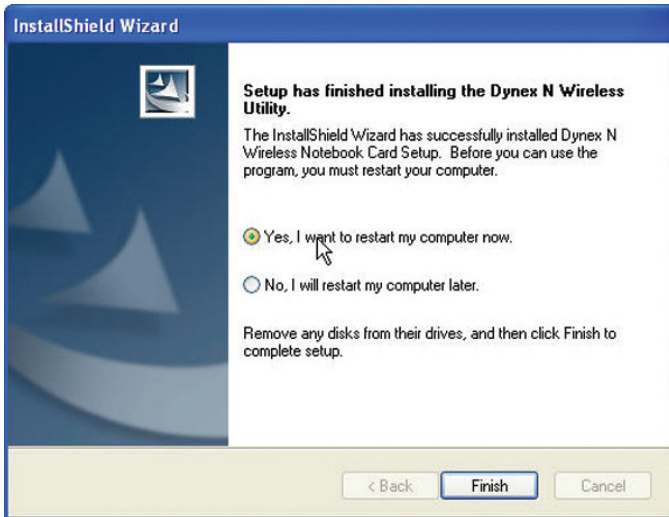 InstallShield Wizard
Setup has finished installing the Dynex N Wireless
Utility.
The InstallShield Wizard has successfully installed Dynex N
Wireless Notebook Card Setup.  Before you can use the
program, you must restart your computer.
Yes, I want to restart my computer now.
No, I will restart my computer later.
Remove any disks from their drives, and then click Finish to
complete setup.
< Back
Finish
Cancel